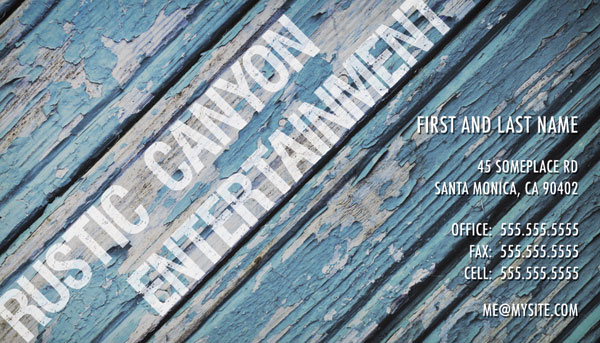 RUSTIC CANYON
ENTERTAINMENT
FIRST AND LAST NAME
45 SOMEPLACE RD
SANTA MONICA, CA 90402
OFFICE: 555.555.5555
FAX: 555.555.5555
CELL: 555.555.5555
ME@MYSITE.COM